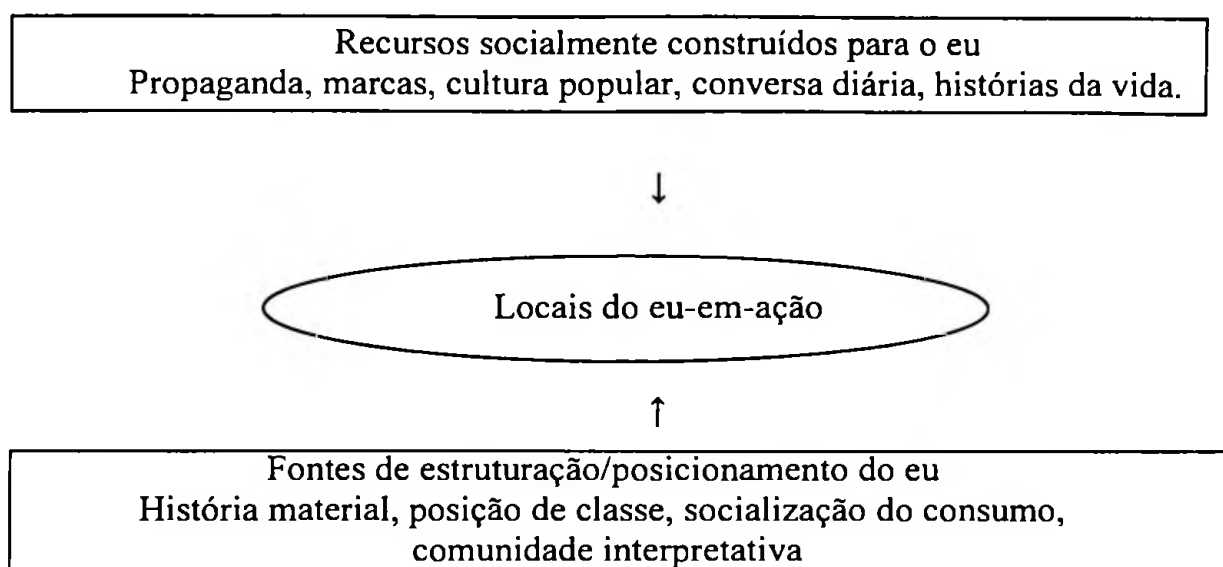 Recursos socialmente construídos para o eu
Propaganda, marcas, cultura popular, conversa diária, histórias da vida.
↓
Locais do eu-em-ação
↑
Fontes de estruturação/posicionamento do eu
História material, posição de classe, socialização do consumo,
comunidade interpretativa